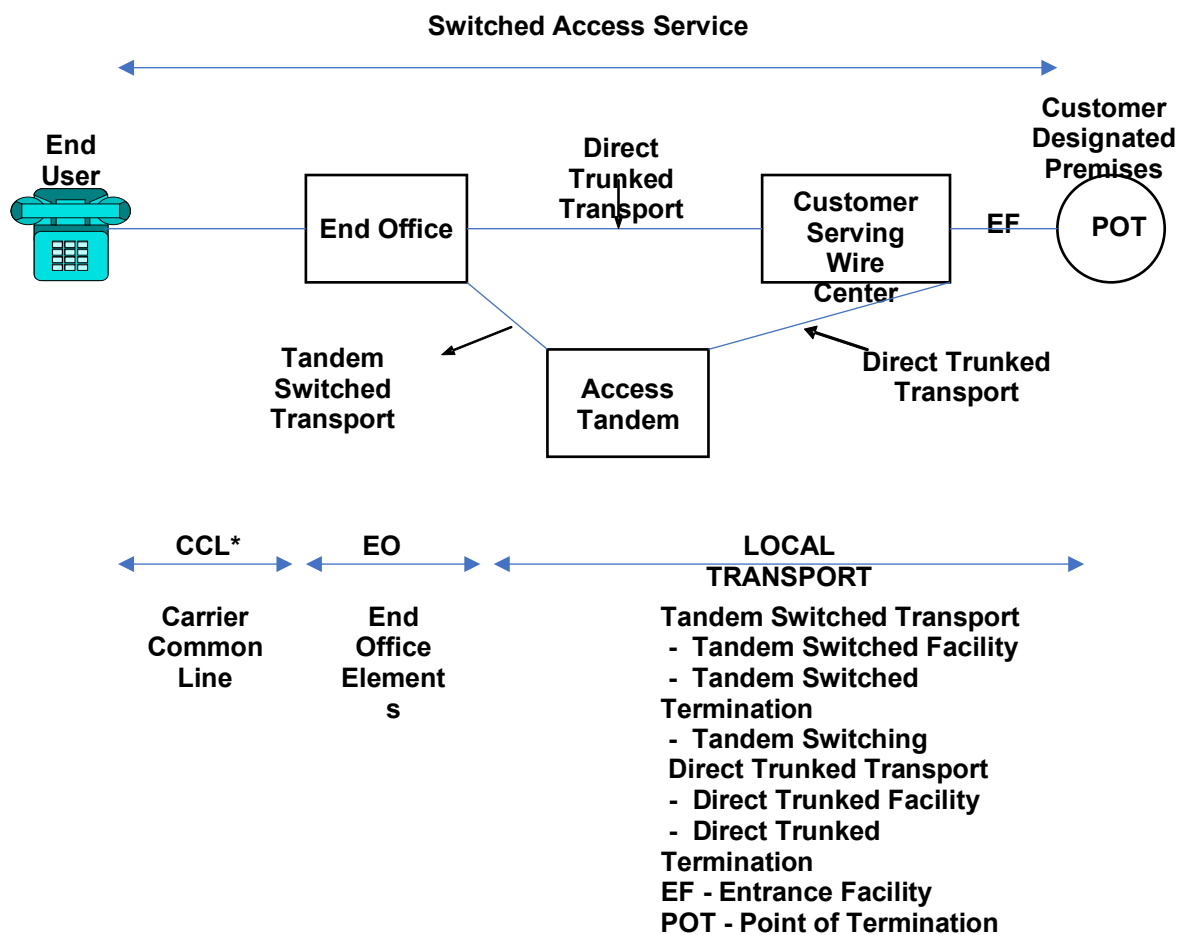 Switched Access Service
End
User
Direct
Trunked
Transport
Customer
Designated
Premises
End Office
Customer
Serving
Wire
Center
EF
POT
Tandem
Switched
Transport
Access
Tandem
Direct Trunked
Transport
CCL*
EO
LOCAL
TRANSPORT
Carrier
Common
Line
End
Office
Element
s
Tandem Switched Transport
- Tandem Switched Facility
- Tandem Switched
Termination
- Tandem Switching
Direct Trunked Transport
- Direct Trunked Facility
- Direct Trunked
Termination
EF - Entrance Facility
POT - Point of Termination